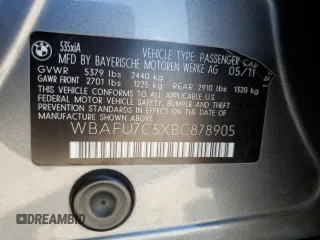 535xiA
VEHICLE TYPE PASSENGER CAR
MFD BY BAYERISCHE MOTOREN WERKE AG 05/11
GVWR 5379 lbs 2440 kg
GAWR FRONT 2701 lbs 1225 kg GAWR REAR 2910 lbs 1320 kg
THIS VEHICLE CONFORMS TO ALL APPLICABLE
FEDERAL MOTOR VEHICLE SAFETY, BUMPER,
AND THEFT PREVENTION STANDARDS IN EFFECT
ON THE DATE OF MANUFACTURE SHOWN ABOVE
WBAFU7C5XBC878905
DREAMBID